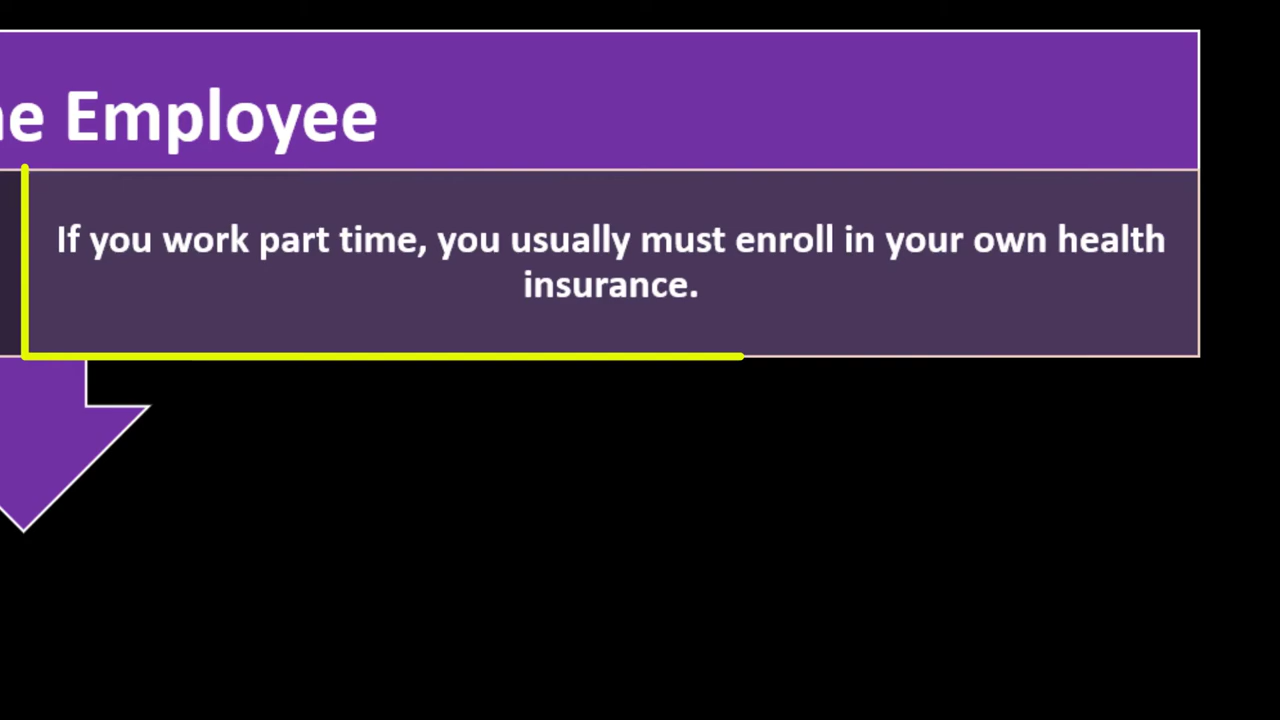 Employee
If you work part time, you usually must enroll in your own health
insurance.